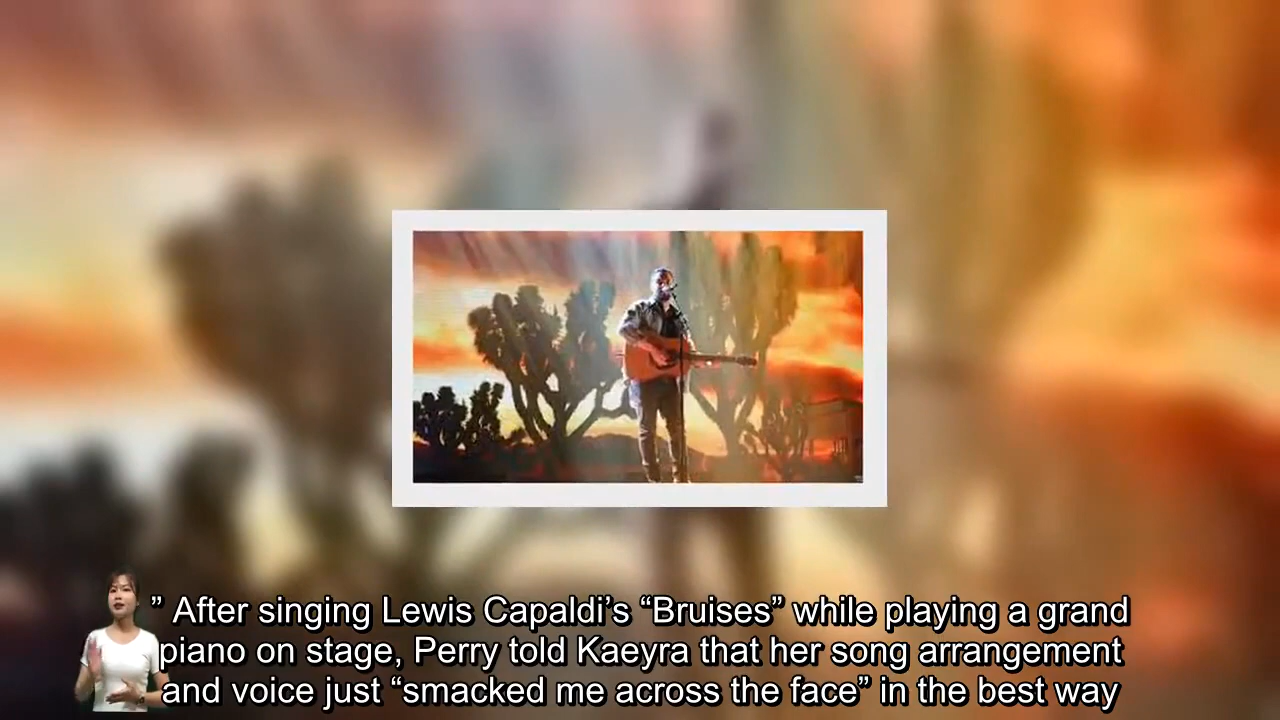 ” After singing Lewis Capaldi’s “Bruises” while playing a grand
piano on stage, Perry told Kaeyra that her song arrangement
and voice just “smacked me across the face” in the best way